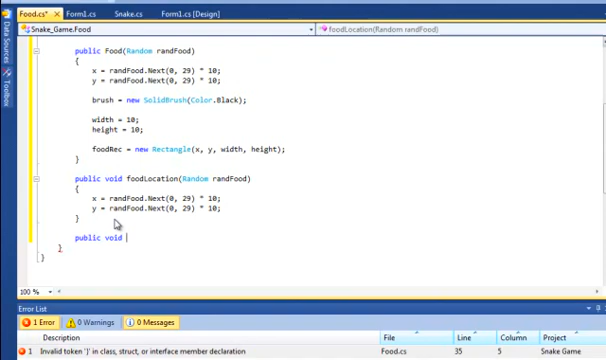 Food.cs* × Form1.cs Snake.cs Form1.cs [Design]
Snake_Game.Food
foodLocation(Random randFood)
Data Sources
Toolbox
public Food(Random randFood)
{
x = randFood.Next(0, 29) * 10;
y = randFood.Next(0, 29) * 10;
brush = new SolidBrush(Color.Black);
width = 10;
height = 10;
foodRec = new Rectangle(x, y, width, height);
}
public void foodLocation(Random randFood)
{
x = randFood.Next(0, 29) * 10;
y = randFood.Next(0, 29) * 10;
}
public void
}
}
100 %
Error List
1 Error 0 Warnings 0 Messages
Description File Line Column Project
1 Invalid token '}' in class, struct, or interface member declaration Food.cs 35 5 Snake Game